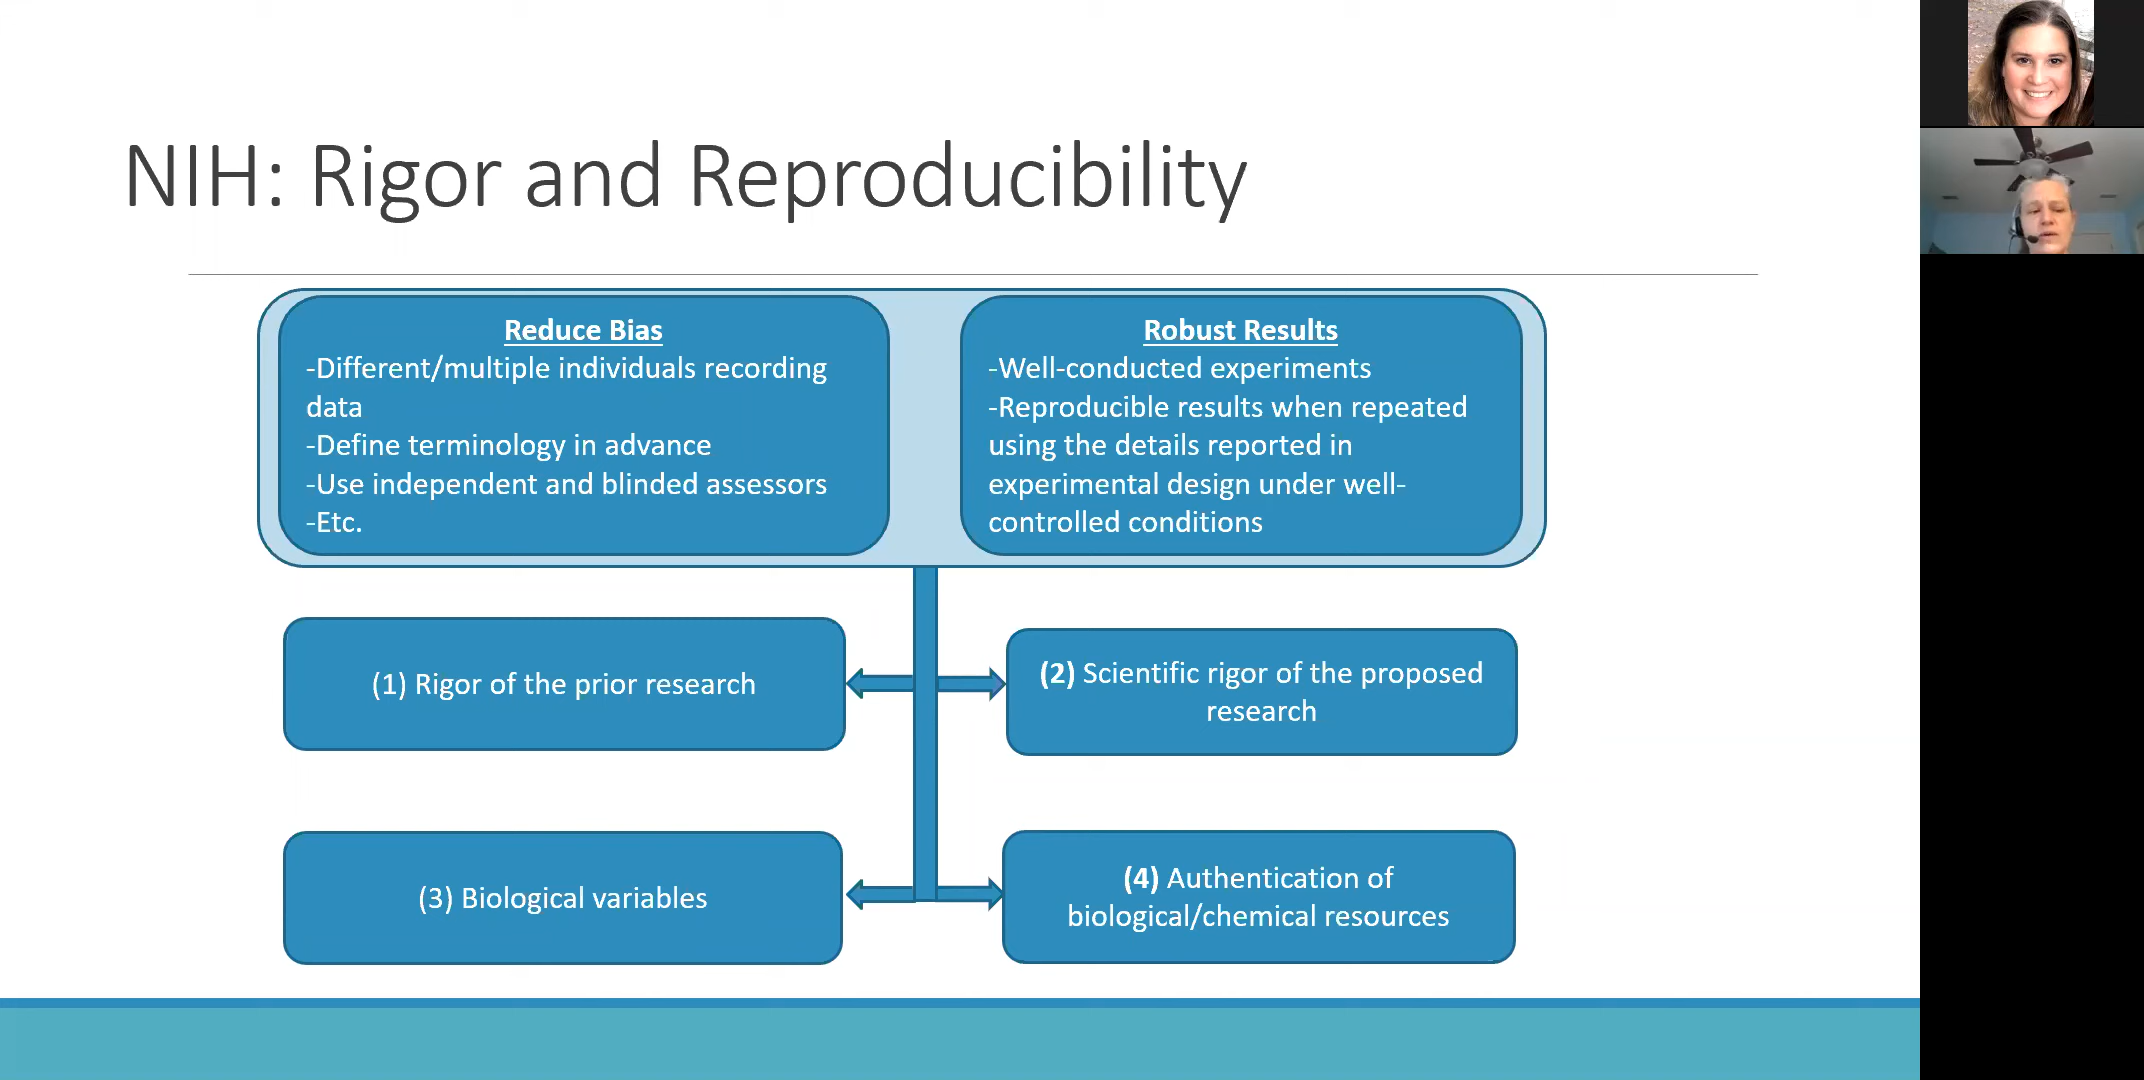 NIH: Rigor and Reproducibility
Reduce Bias
-Different/multiple individuals recording
data
-Define terminology in advance
-Use independent and blinded assessors
-Etc.
Robust Results
-Well-conducted experiments
-Reproducible results when repeated
using the details reported in
experimental design under well-
controlled conditions
(1) Rigor of the prior research
(2) Scientific rigor of the proposed
research
(3) Biological variables
(4) Authentication of
biological/chemical resources